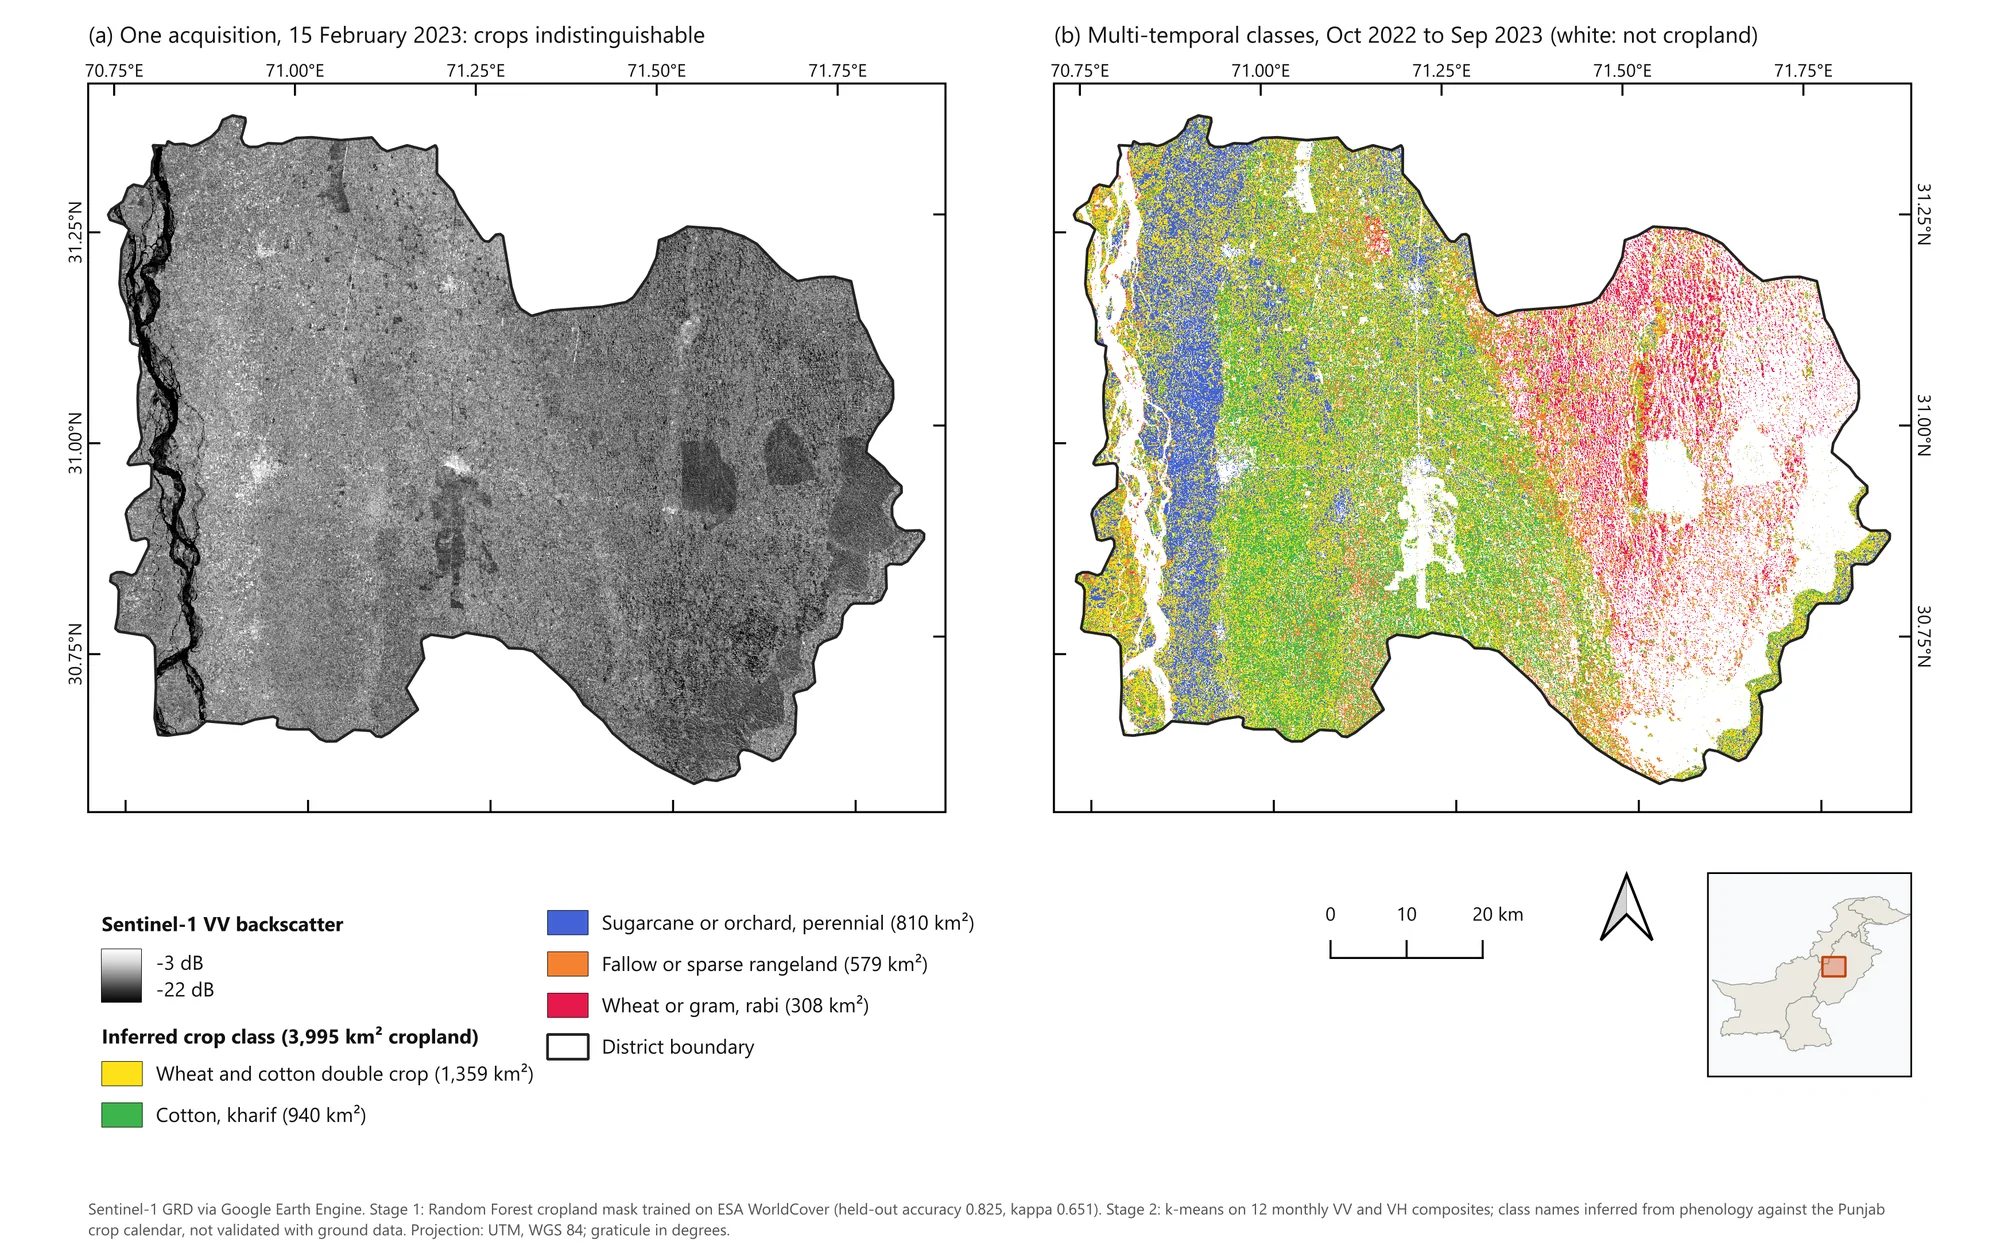 (a) One acquisition, 15 February 2023: crops indistinguishable
70.75°E 71.00°E 71.25°E 71.50°E 71.75°E
31.25°N
31.00°N
30.75°N
(b) Multi-temporal classes, Oct 2022 to Sep 2023 (white: not cropland)
70.75°E 71.00°E 71.25°E 71.50°E 71.75°E
31.25°N
31.00°N
30.75°N
Sentinel-1 VV backscatter
-3 dB
-22 dB
Inferred crop class (3,995 km² cropland)
Wheat and cotton double crop (1,359 km²)
Cotton, kharif (940 km²)
Sugarcane or orchard, perennial (810 km²)
Fallow or sparse rangeland (579 km²)
Wheat or gram, rabi (308 km²)
District boundary
0 10 20 km
Sentinel-1 GRD via Google Earth Engine. Stage 1: Random Forest cropland mask trained on ESA WorldCover (held-out accuracy 0.825, kappa 0.651). Stage 2: k-means on 12 monthly VV and VH composites; class names inferred from phenology against the Punjab
crop calendar, not validated with ground data. Projection: UTM, WGS 84; graticule in degrees.